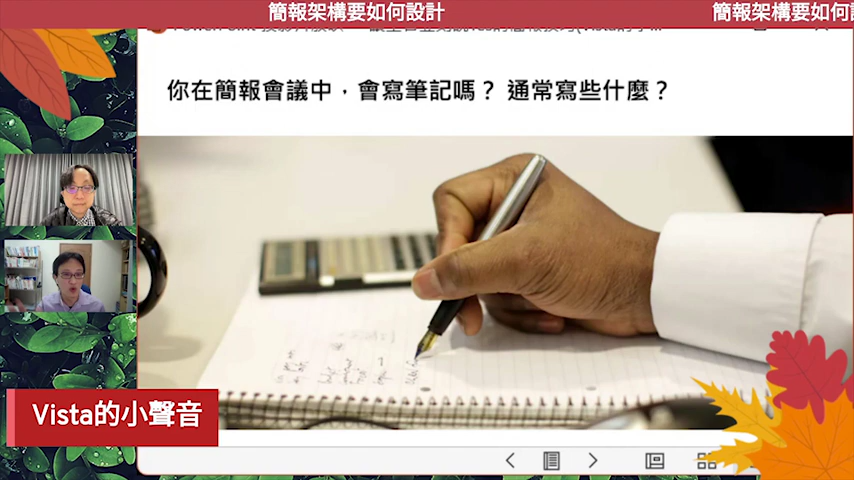 簡報架構要如何設計
簡報架構要如何
你在簡報會議中，會寫筆記嗎？ 通常寫些什麼？
Vista的小聲音